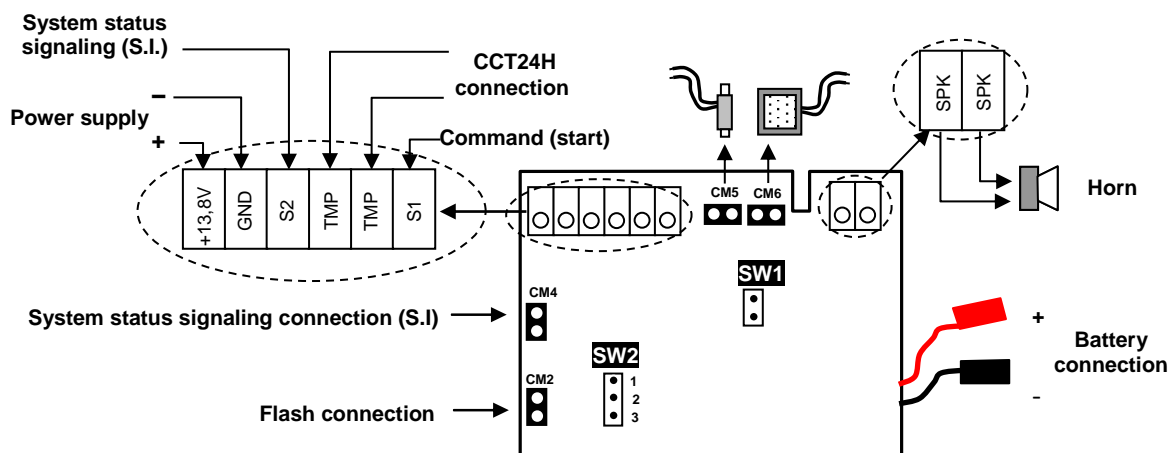 System status
signaling (S.I.)
CCT24H
connection
–
Power supply
+
Command (start)
+13,8V
GND
S2
TMP
TMP
S1
SPK
SPK
Horn
CM5
CM6
SW1
CM4
System status signaling connection (S.I)
SW2
CM2
1
2
3
Flash connection
+
Battery
connection
–